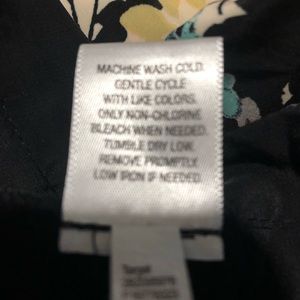 MACHINE WASH COLD.
GENTLE CYCLE
WITH LIKE COLORS.
ONLY NON-CHLORINE
BLEACH WHEN NEEDED.
TUMBLE DRY LOW.
REMOVE PROMPTLY.
LOW IRON IF NEEDED.
Target